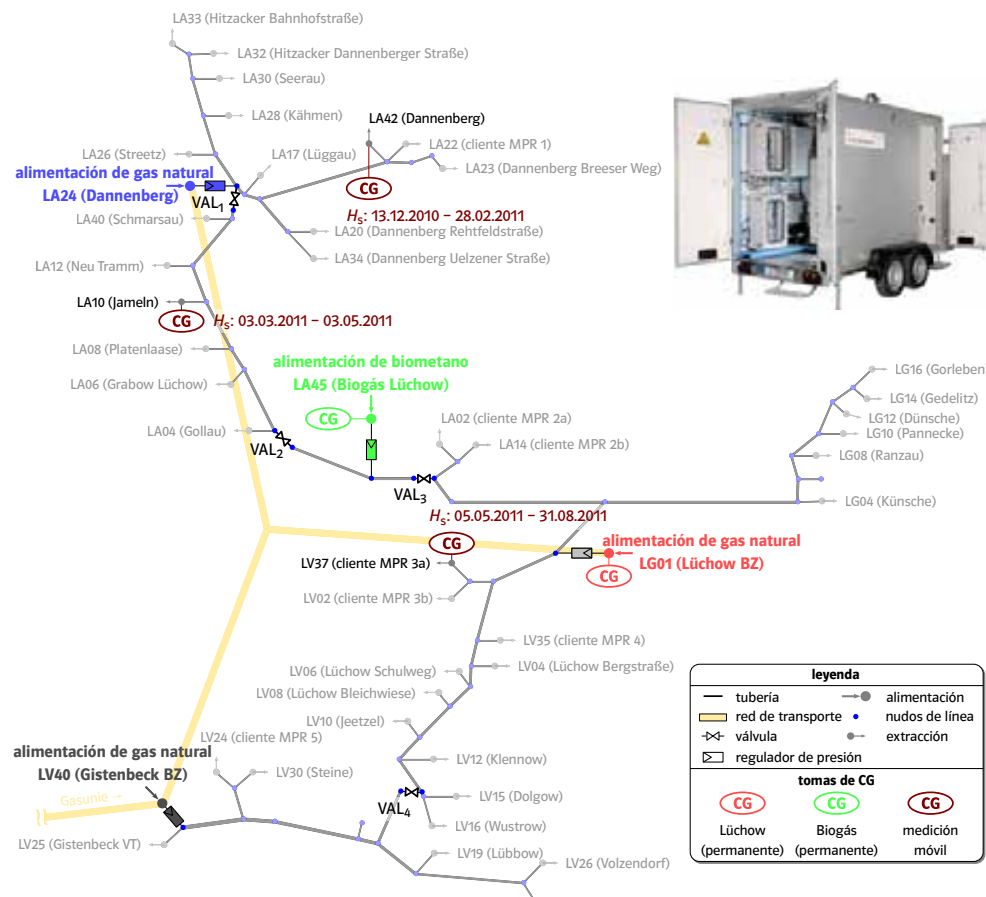 LA33 (Hitzacker Bahnhofstraße)
LA32 (Hitzacker Dannenberger Straße)
LA30 (Seerau)
LA28 (Kähmen)
LA42 (Dannenberg)
LA26 (Streetz)
LA17 (Lüggau)
LA22 (cliente MPR 1)
LA23 (Dannenberg Breeser Weg)
alimentación de gas natural
LA24 (Dannenberg)
VAL1
CG
HS: 13.12.2010 – 28.02.2011
LA40 (Schmarsau)
LA20 (Dannenberg Rehtfeldstraße)
LA34 (Dannenberg Uelzener Straße)
LA12 (Neu Tramm)
LA10 (Jameln)
CG
HS: 03.03.2011 – 03.05.2011
LA08 (Platenlaase)
LA06 (Grabow Lüchow)
alimentación de biometano
LA45 (Biogás Lüchow)
CG
LA04 (Gollau)
VAL2
LA02 (cliente MPR 2a)
LA14 (cliente MPR 2b)
VAL3
LG16 (Gorleben)
LG14 (Gedelitz)
LG12 (Dünsche)
LG10 (Pannecke)
LG08 (Ranzau)
LG04 (Künsche)
HS: 05.05.2011 – 31.08.2011
CG
alimentación de gas natural
LG01 (Lüchow BZ)
CG
LV37 (cliente MPR 3a)
LV02 (cliente MPR 3b)
LV35 (cliente MPR 4)
LV04 (Lüchow Bergstraße)
LV06 (Lüchow Schulweg)
LV08 (Lüchow Bleichwiese)
LV10 (Jeetzel)
LV12 (Klennow)
LV15 (Dolgow)
VAL4
LV16 (Wustrow)
LV19 (Lübbow)
LV26 (Volzendorf)
LV24 (cliente MPR 5)
alimentación de gas natural
LV40 (Gistenbeck BZ)
LV30 (Steine)
Gasunie →
LV25 (Gistenbeck VT)
leyenda
tubería
alimentación
red de transporte
nudos de línea
válvula
extracción
regulador de presión
tomas de CG
CG
CG
CG
Lüchow
(permanente)
Biogás
(permanente)
medición
móvil